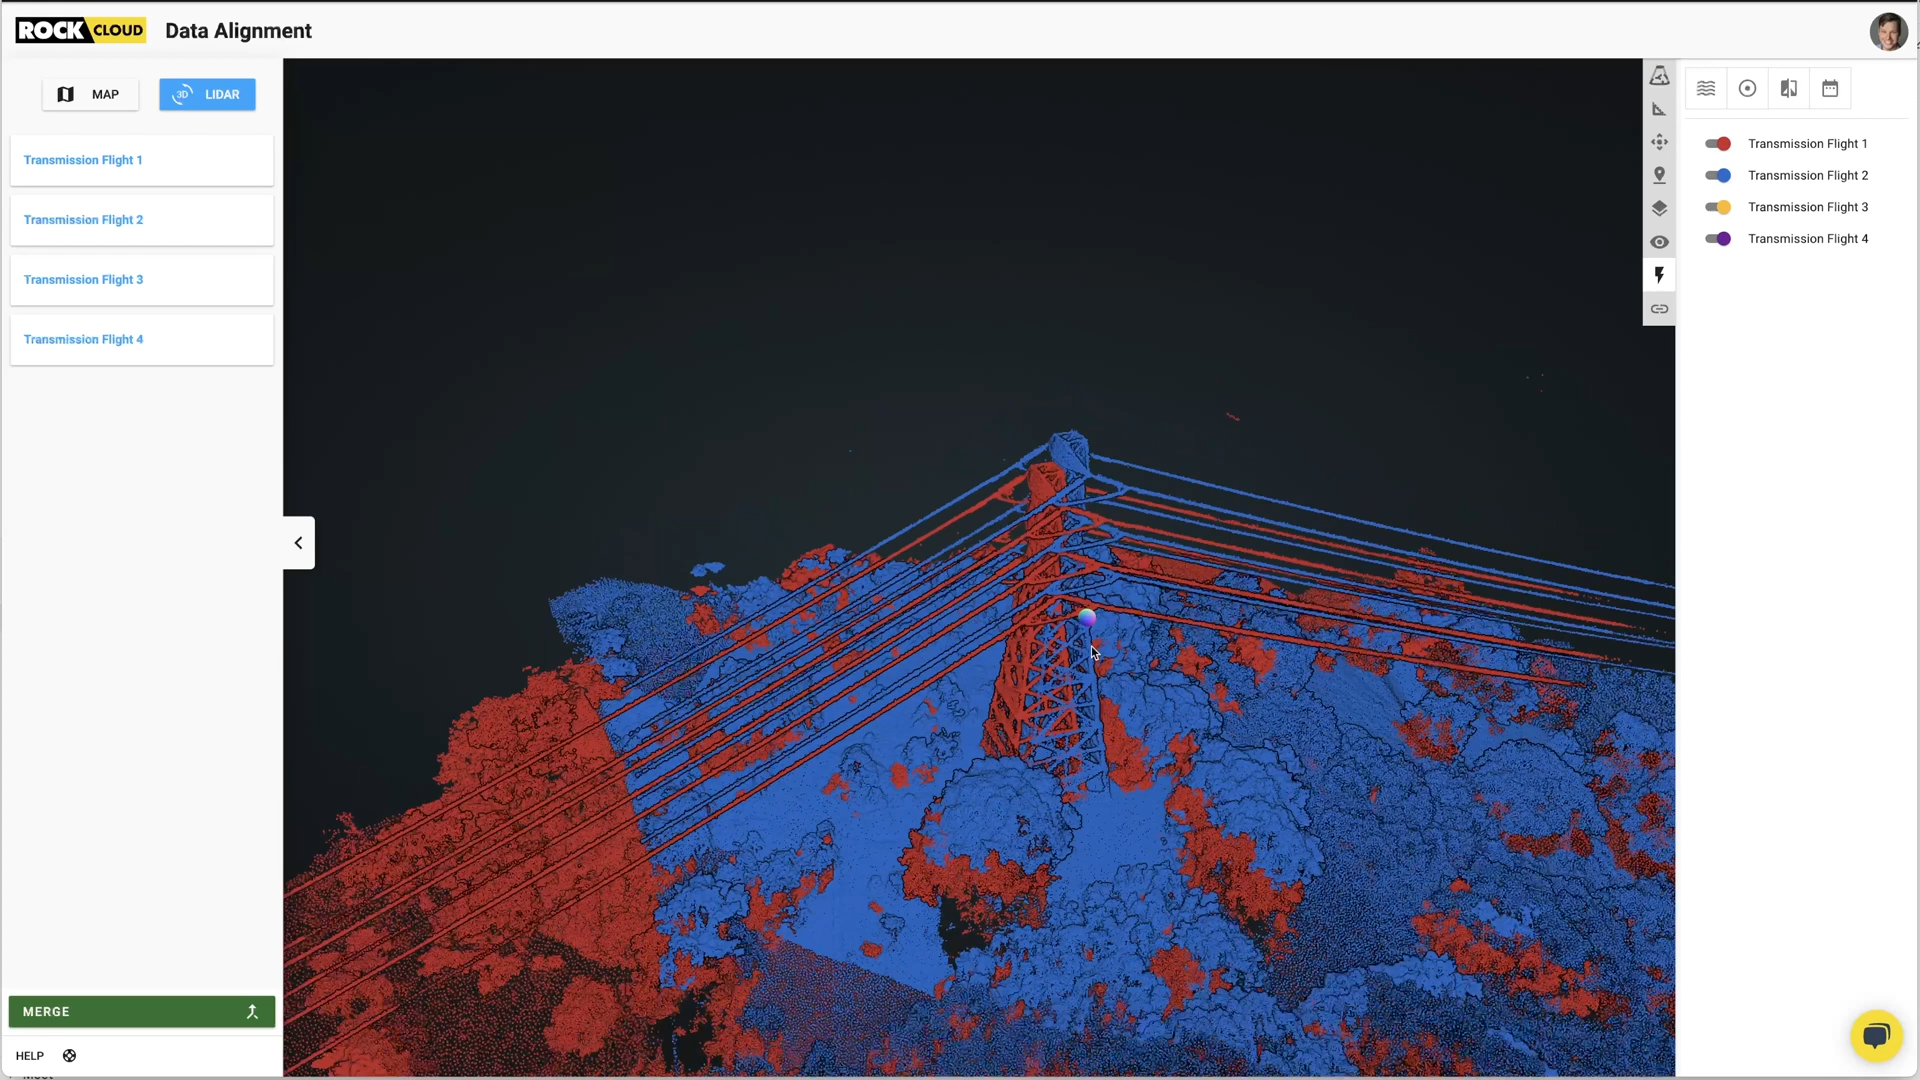 ROCK CLOUD Data Alignment
MAP
3D LIDAR
Transmission Flight 1
Transmission Flight 2
Transmission Flight 3
Transmission Flight 4
MERGE
HELP
Transmission Flight 1
Transmission Flight 2
Transmission Flight 3
Transmission Flight 4